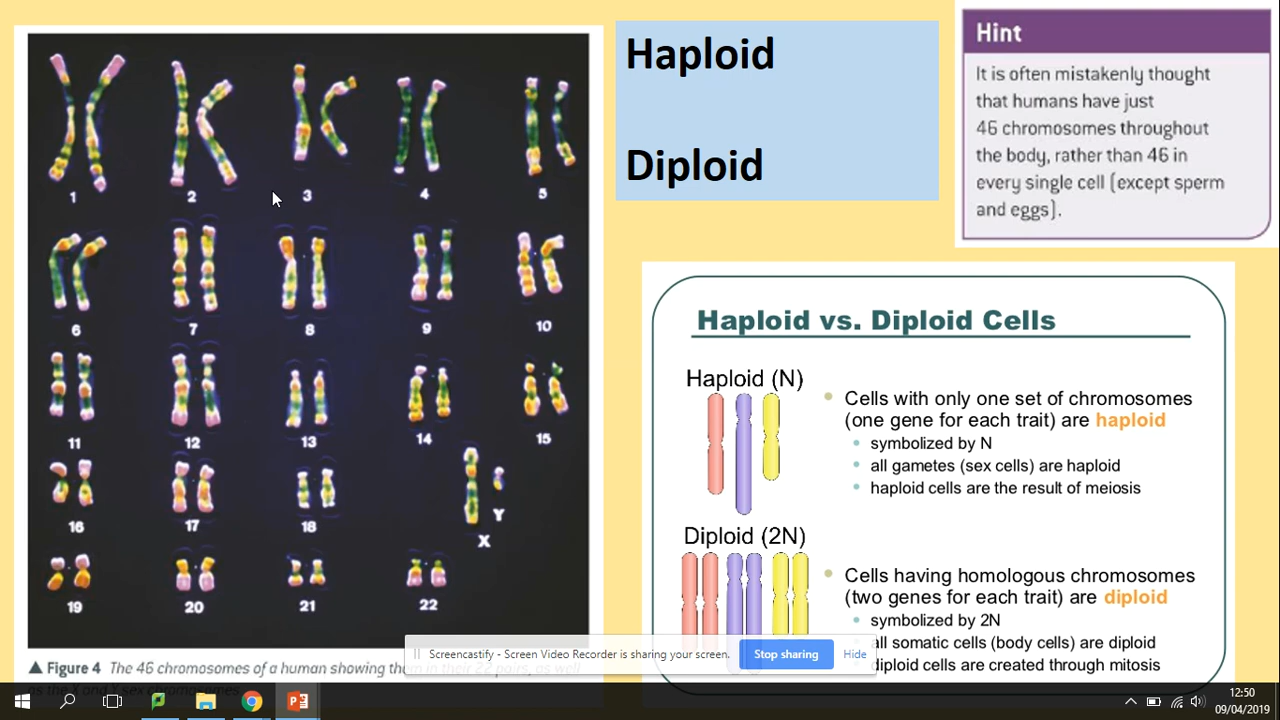 Haploid
Diploid
Hint
It is often mistakenly thought
that humans have just
46 chromosomes throughout
the body, rather than 46 in
every single cell (except sperm
and eggs).
1
2
3
4
5
6
7
8
9
10
11
12
13
14
15
16
17
18
X
Y
19
20
21
22
▲ Figure 4 The 46 chromosomes of a human showing them in their 22 pairs, as well
as the X and Y sex chromosomes
Haploid vs. Diploid Cells
Haploid (N)
Cells with only one set of chromosomes
(one gene for each trait) are haploid
symbolized by N
all gametes (sex cells) are haploid
haploid cells are the result of meiosis
Diploid (2N)
Cells having homologous chromosomes
(two genes for each trait) are diploid
symbolized by 2N
all somatic cells (body cells) are diploid
diploid cells are created through mitosis
Screencastify - Screen Video Recorder is sharing your screen.
Stop sharing
Hide
12:50
09/04/2019